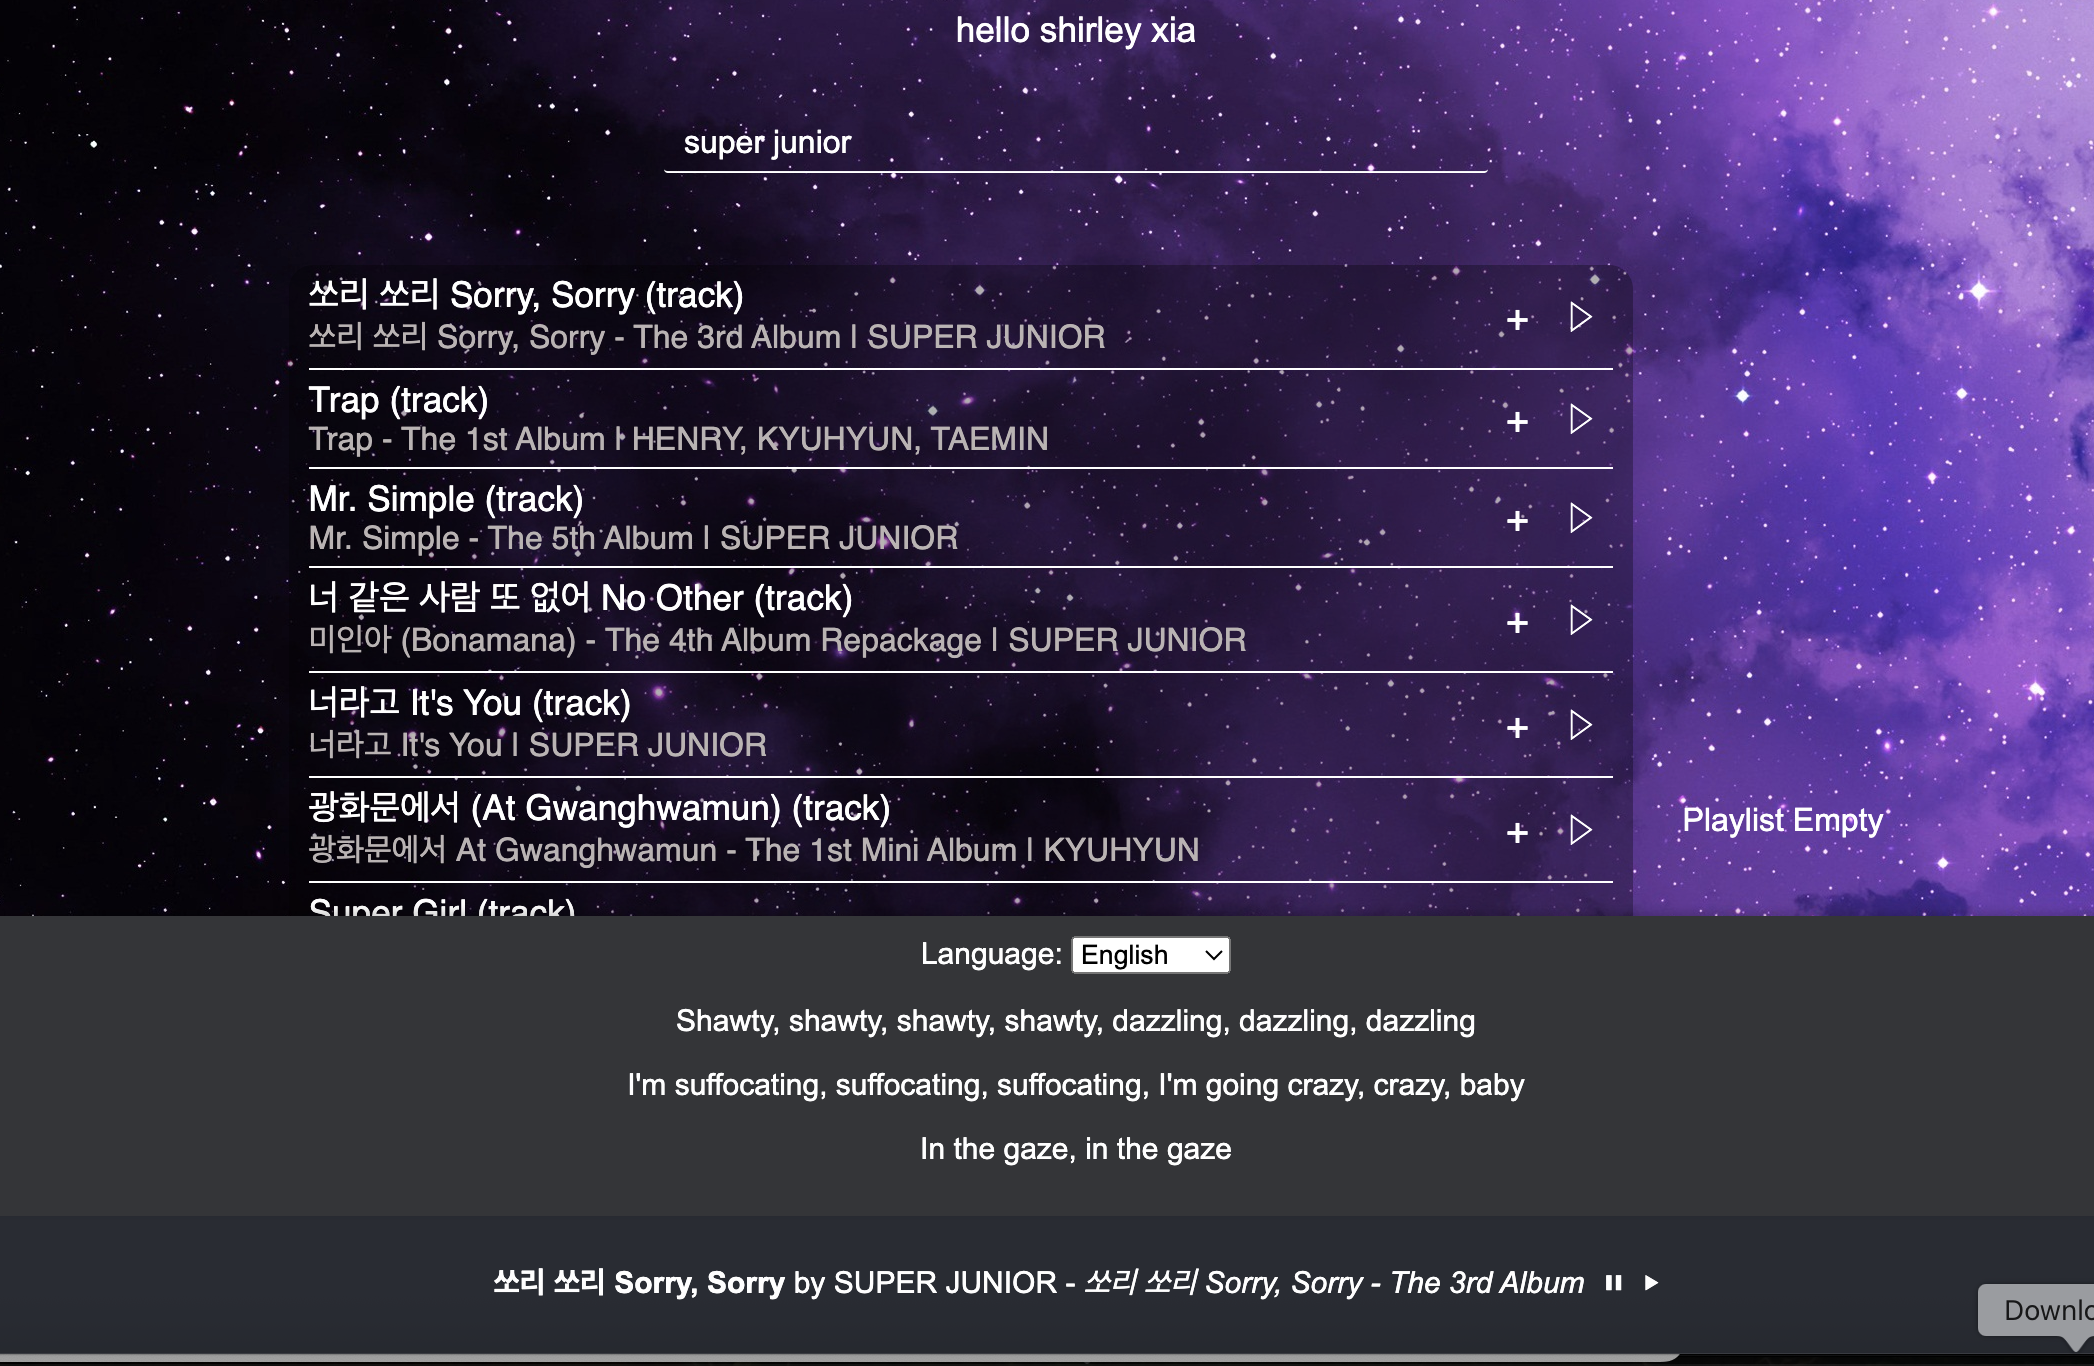 hello shirley xia
super junior
쏘리 쏘리 Sorry, Sorry (track)
쏘리 쏘리 Sorry, Sorry - The 3rd Album | SUPER JUNIOR
Trap (track)
Trap - The 1st Album | HENRY, KYUHYUN, TAEMIN
Mr. Simple (track)
Mr. Simple - The 5th Album | SUPER JUNIOR
너 같은 사람 또 없어 No Other (track)
미인아 (Bonamana) - The 4th Album Repackage | SUPER JUNIOR
너라고 It's You (track)
너라고 It's You | SUPER JUNIOR
광화문에서 (At Gwanghwamun) (track)
광화문에서 At Gwanghwamun - The 1st Mini Album | KYUHYUN
Playlist Empty
Super Girl (track)
Language: English
Shawty, shawty, shawty, shawty, dazzling, dazzling, dazzling
I'm suffocating, suffocating, suffocating, I'm going crazy, crazy, baby
In the gaze, in the gaze
쏘리 쏘리 Sorry, Sorry by SUPER JUNIOR - 쏘리 쏘리 Sorry, Sorry - The 3rd Album